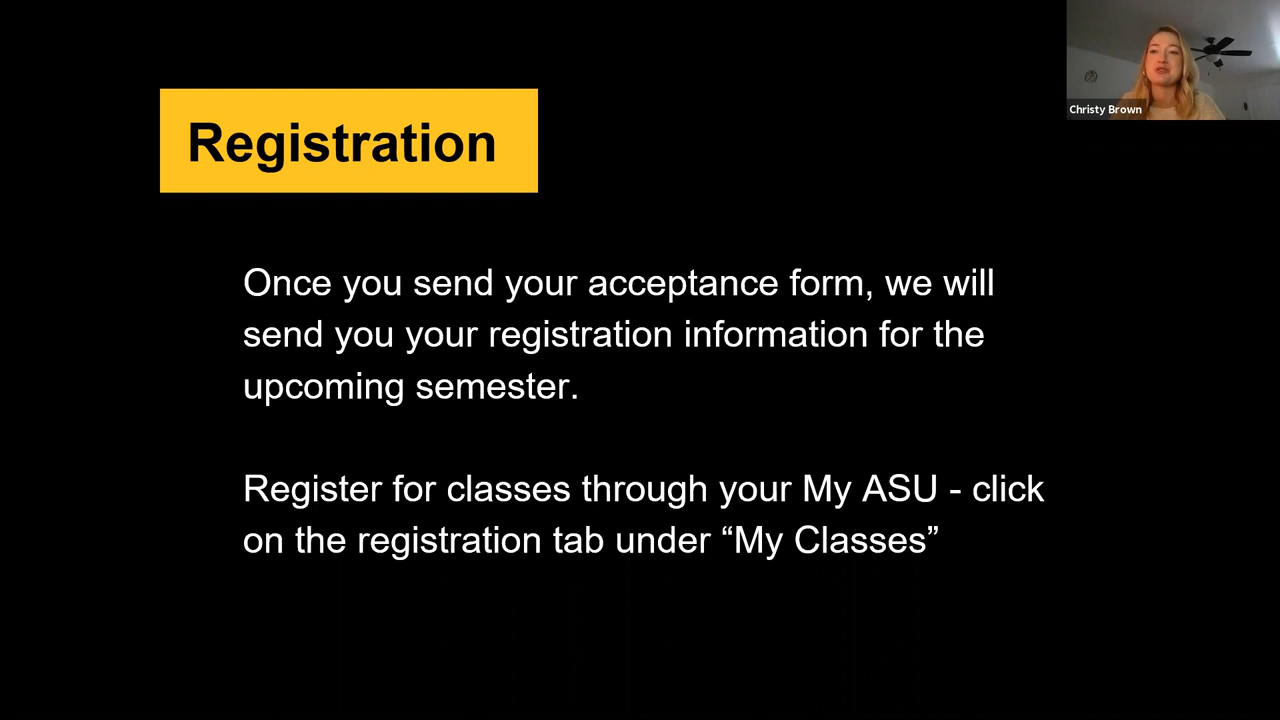 Registration
Christy Brown
Once you send your acceptance form, we will
send you your registration information for the
upcoming semester.
Register for classes through your My ASU - click
on the registration tab under “My Classes”